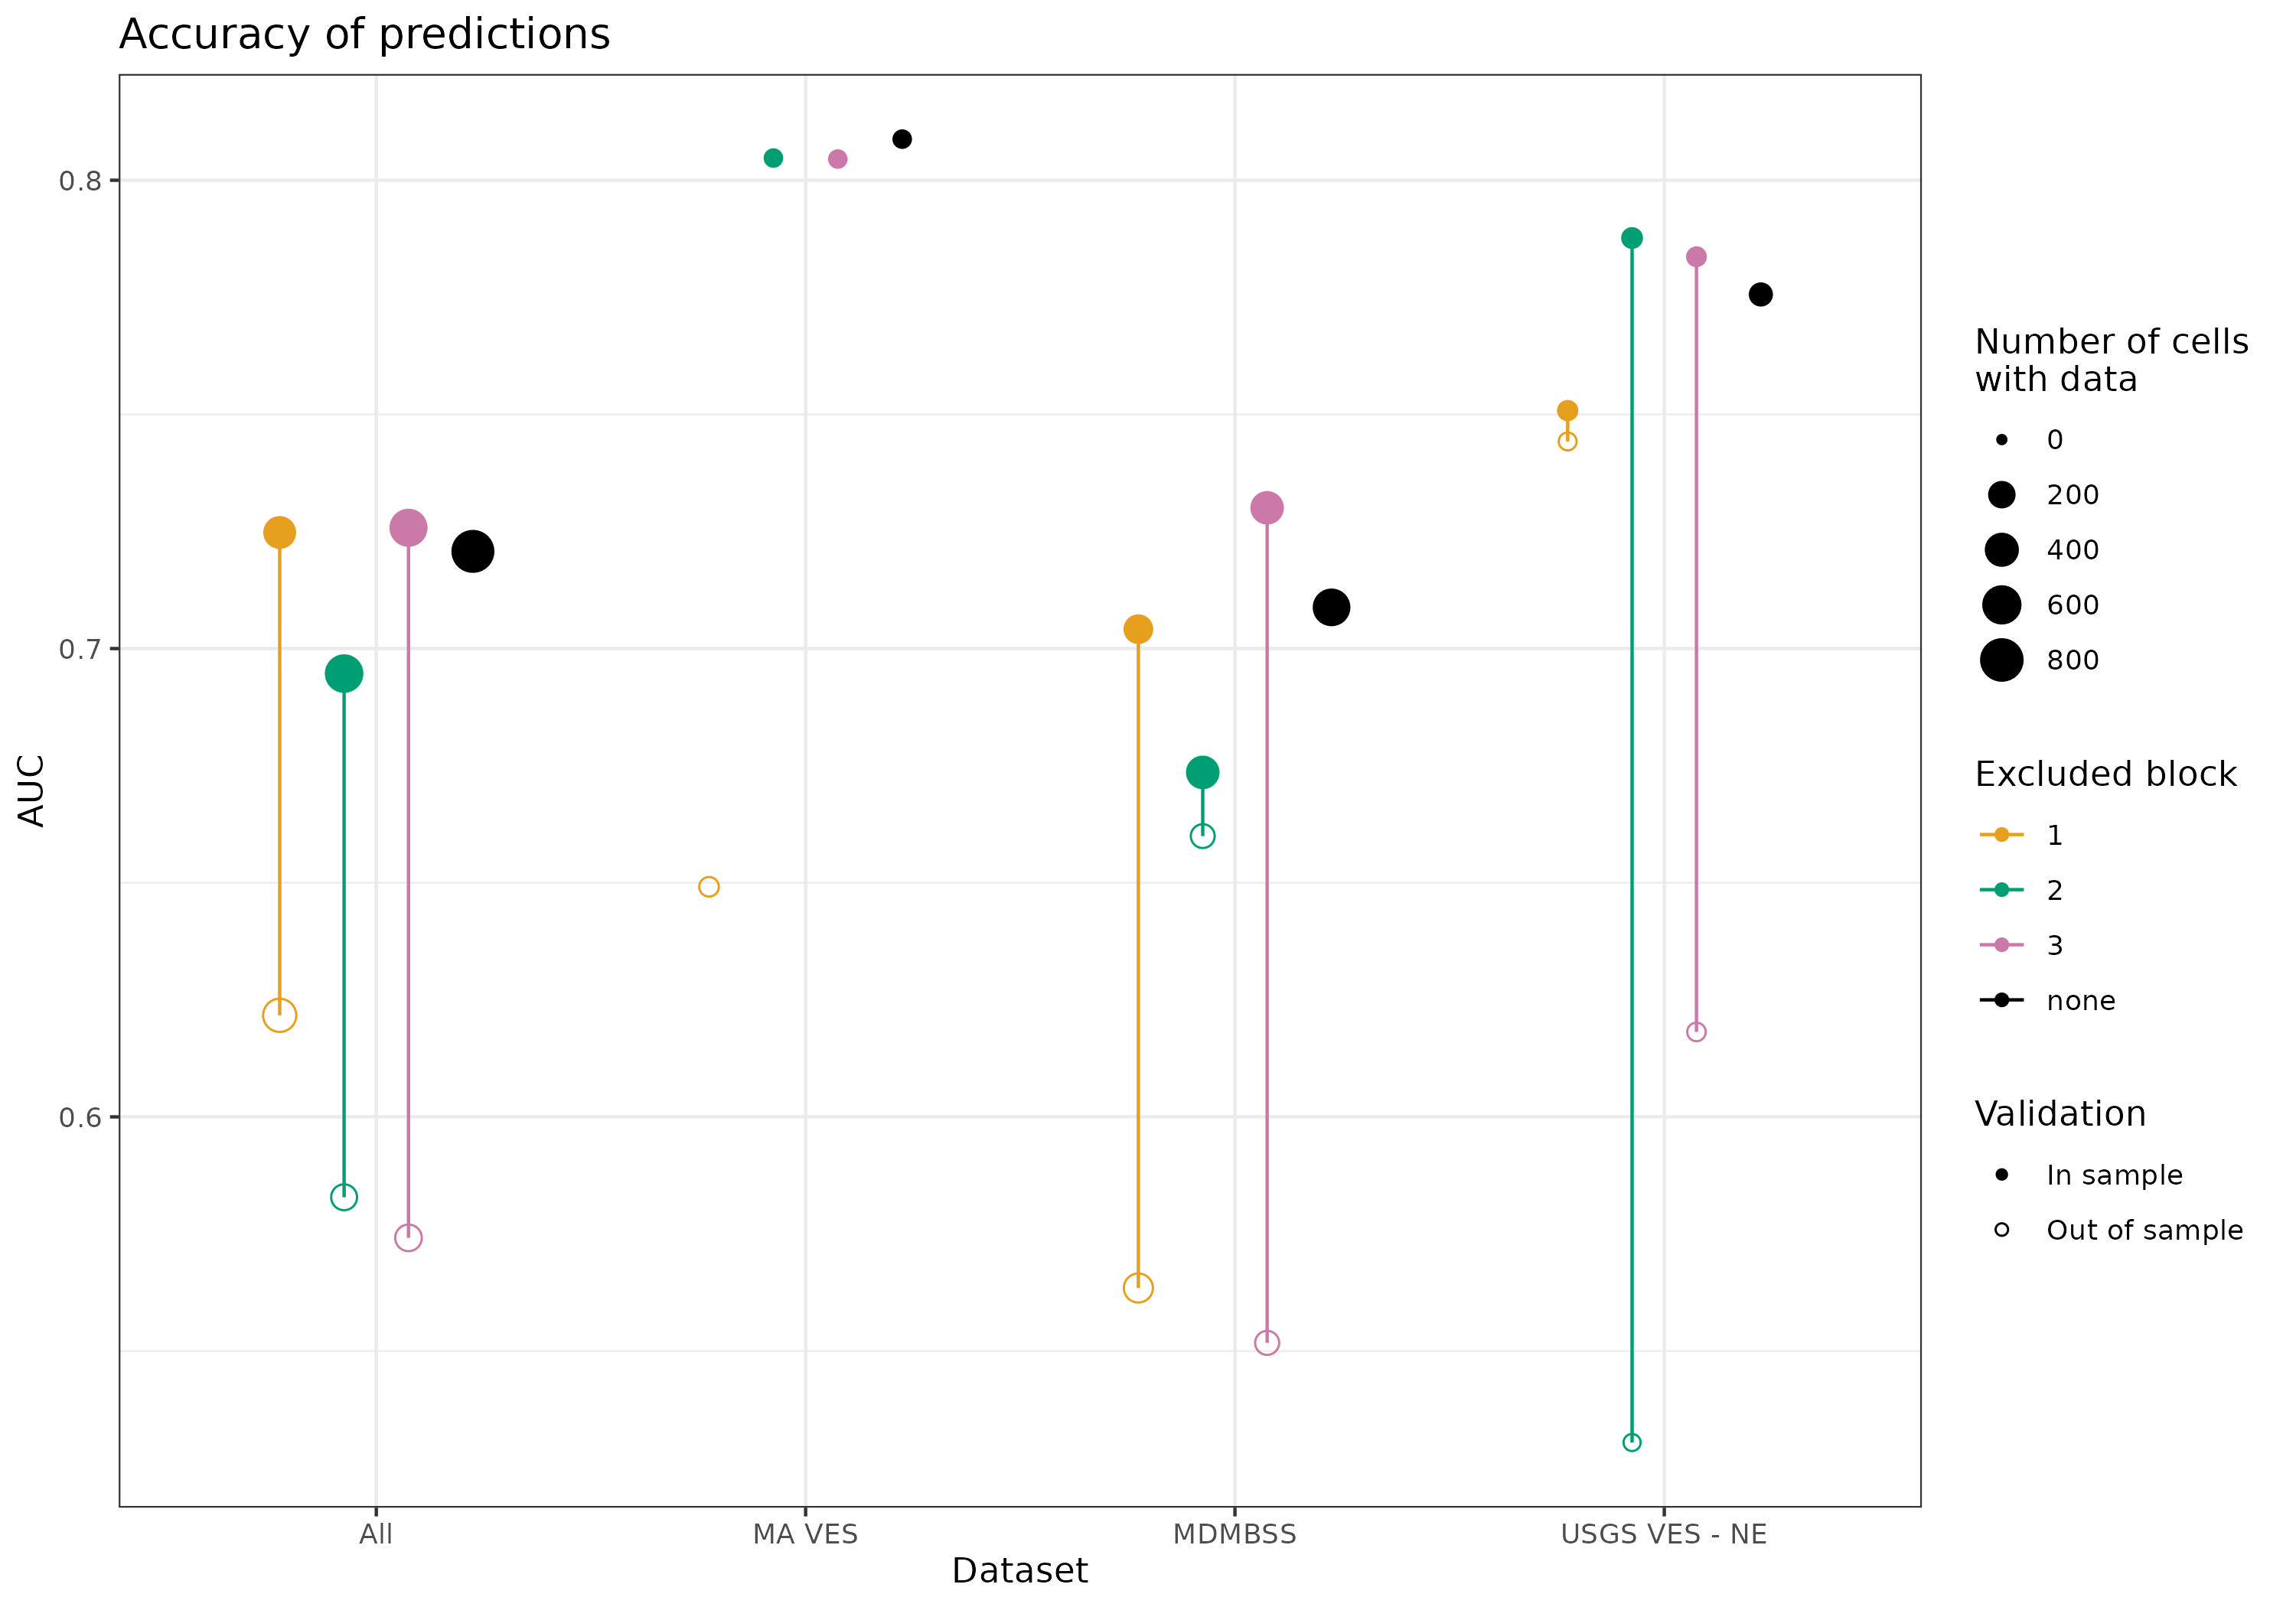 Accuracy of predictions
AUC
0.8
0.7
0.6
All
MA VES
MDMBSS
USGS VES - NE
Dataset
Number of cells
with data
0
200
400
600
800
Excluded block
1
2
3
none
Validation
In sample
Out of sample